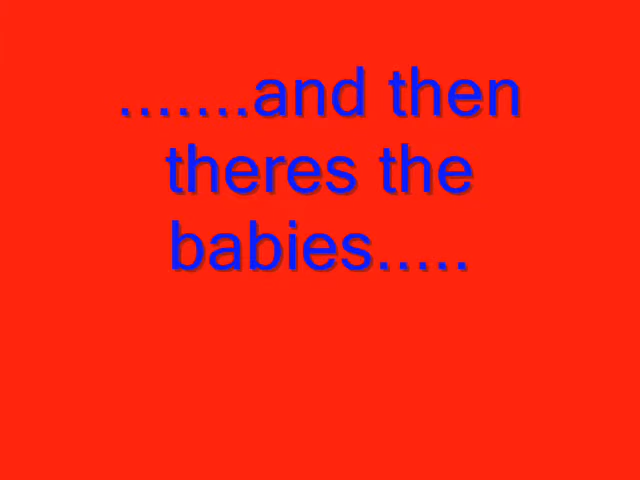 .......and then
theres the
babies.....